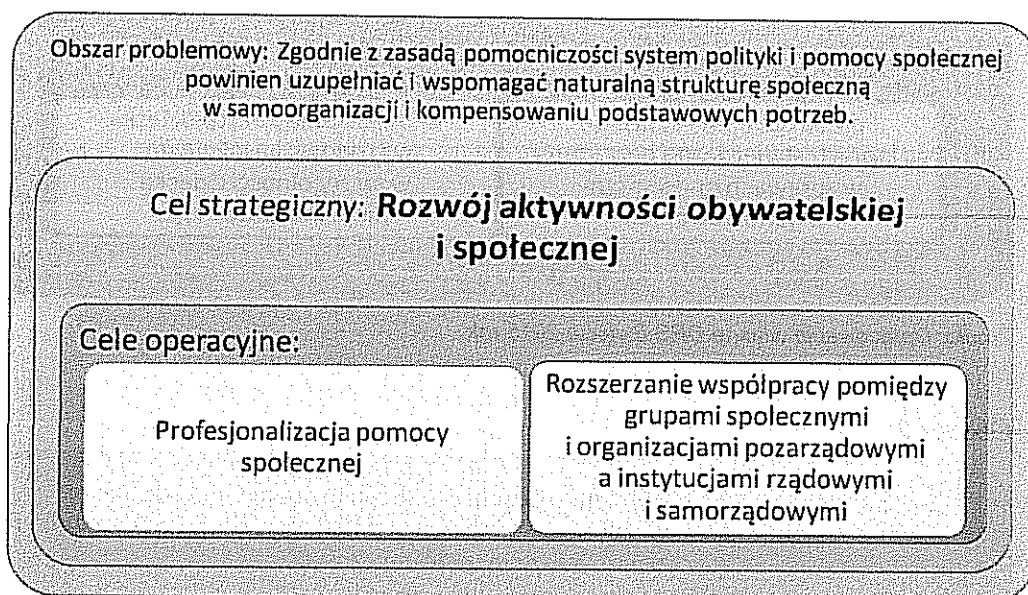 Obszar problemowy: Zgodnie z zasadą pomocniczości system polityki i pomocy społecznej
powinien uzupełniać i wspomagać naturalną strukturę społeczną
w samoorganizacji i kompensowaniu podstawowych potrzeb.
Cel strategiczny: Rozwój aktywności obywatelskiej
i społecznej
Cele operacyjne:
Profesjonalizacja pomocy
społecznej
Rozszerzanie współpracy pomiędzy
grupami społecznymi
i organizacjami pozarządowymi
a instytucjami rządowymi
i samorządowymi